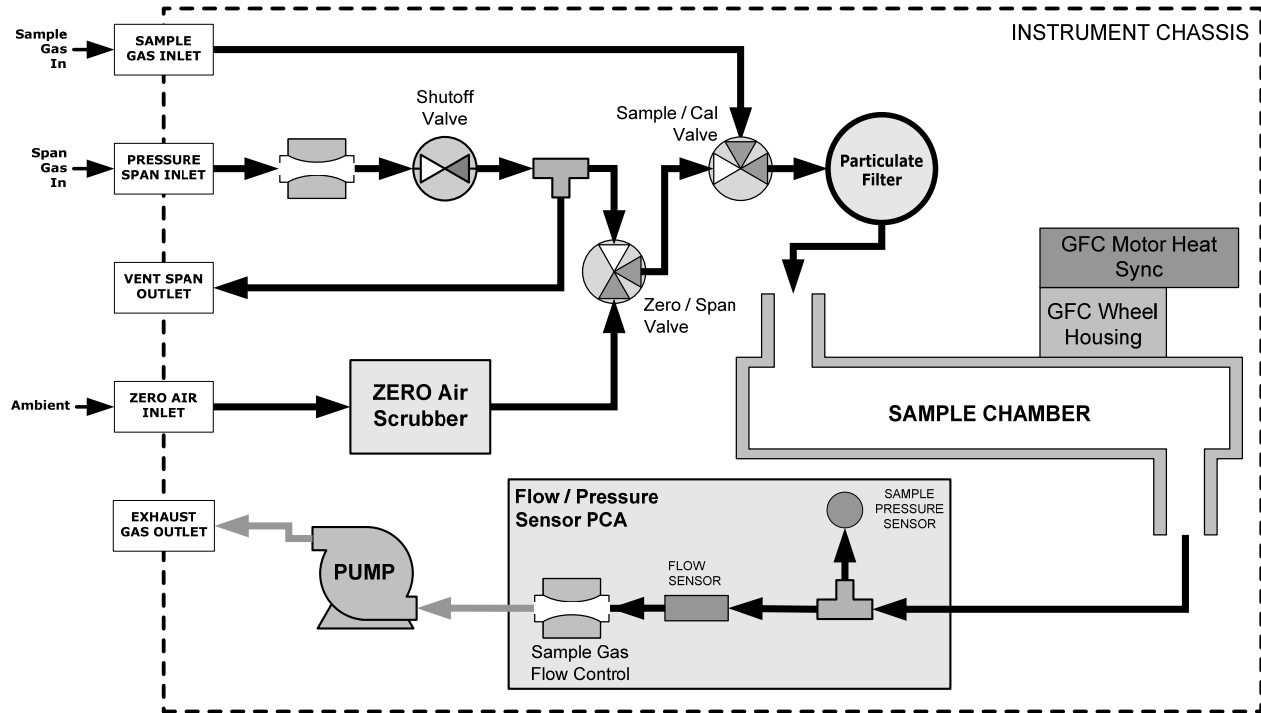 INSTRUMENT CHASSIS
Sample
Gas
In
SAMPLE
GAS INLET
Shutoff
Valve
Sample / Cal
Valve
Span
Gas
In
PRESSURE
SPAN INLET
Particulate
Filter
VENT SPAN
OUTLET
Zero / Span
Valve
GFC Motor Heat
Sync
GFC Wheel
Housing
Ambient
ZERO AIR
INLET
ZERO Air
Scrubber
SAMPLE CHAMBER
EXHAUST
GAS OUTLET
PUMP
Flow / Pressure
Sensor PCA
SAMPLE
PRESSURE
SENSOR
FLOW
SENSOR
Sample Gas
Flow Control